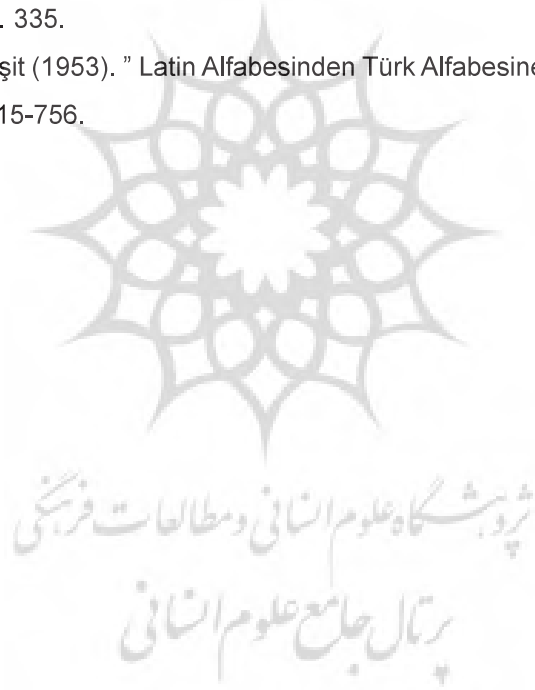 . 335.
şit (1953). ” Latin Alfabesinden Türk Alfabesine
15-756.
پژوهشگاه علوم انسانی و مطالعات فرهنگی
پرتال جامع علوم انسانی